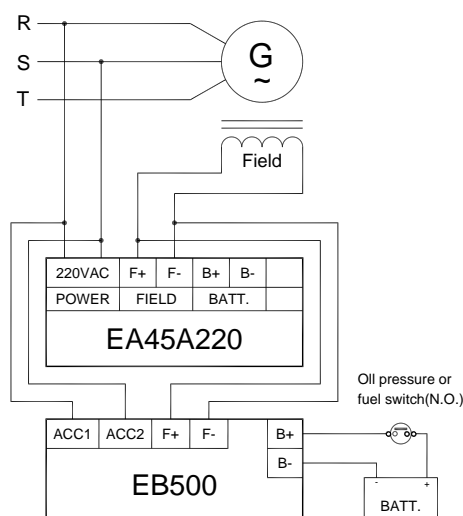 R
S
T
G
~
Field
220VAC F+ F- B+ B-
POWER FIELD BATT.
EA45A220
Oll pressure or
fuel switch(N.O.)
ACC1 ACC2 F+ F- B+
B-
EB500
- +
BATT.